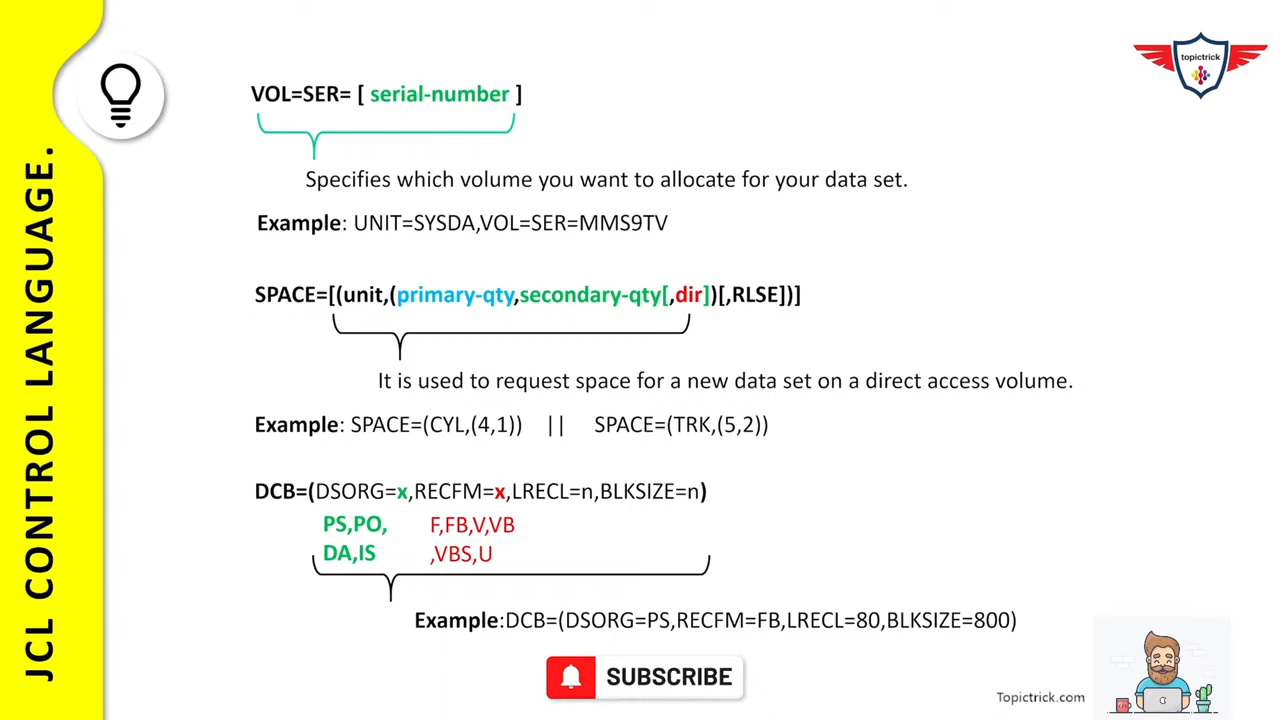 JCL CONTROL LANGUAGE.
topictrick
VOL=SER= [ serial-number ]
Specifies which volume you want to allocate for your data set.
Example: UNIT=SYSDA,VOL=SER=MMS9TV
SPACE=[(unit,(primary-qty,secondary-qty[,dir])[,RLSE])]
It is used to request space for a new data set on a direct access volume.
Example: SPACE=(CYL,(4,1)) || SPACE=(TRK,(5,2))
DCB=(DSORG=x,RECFM=x,LRECL=n,BLKSIZE=n)
PS,PO, F,FB,V,VB
DA,IS ,VBS,U
Example:DCB=(DSORG=PS,RECFM=FB,LRECL=80,BLKSIZE=800)
SUBSCRIBE
Topictrick.com